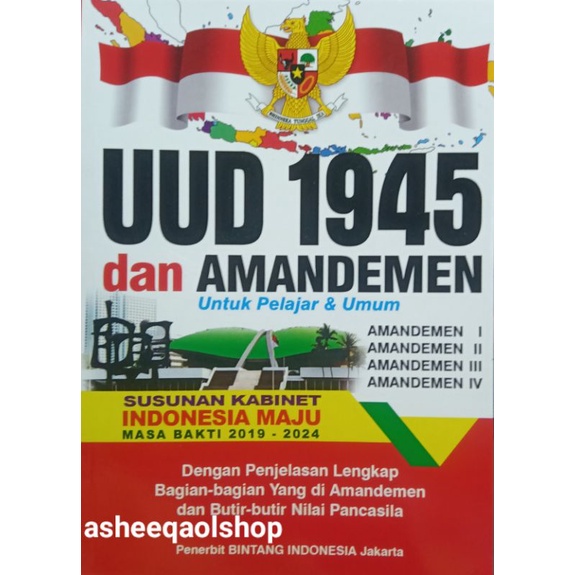 UUD 1945
dan AMANDEMEN
Untuk Pelajar & Umum
AMANDEMEN I
AMANDEMEN II
AMANDEMEN III
AMANDEMEN IV
SUSUNAN KABINET
INDONESIA MAJU
MASA BAKTI 2019 - 2024
Dengan Penjelasan Lengkap
Bagian-bagian Yang di Amandemen
dan Butir-butir Nilai Pancasila
asheeqaolshop
Penerbit BINTANG INDONESIA Jakarta